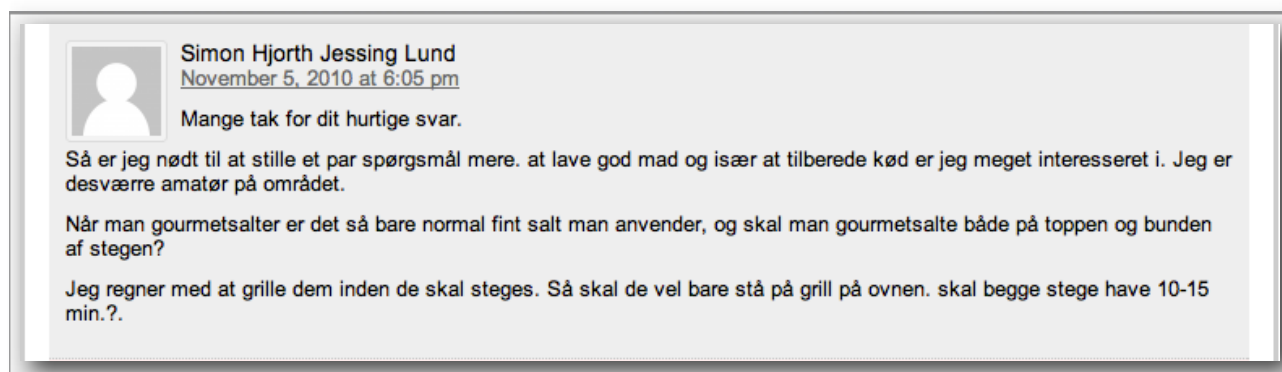 Simon Hjorth Jessing Lund
November 5, 2010 at 6:05 pm
Mange tak for dit hurtige svar.
Så er jeg nødt til at stille et par spørgsmål mere. at lave god mad og især at tilberede kød er jeg meget interesseret i. Jeg er
desværre amatør på området.
Når man gourmetsalter er det så bare normal fint salt man anvender, og skal man gourmetsalte både på toppen og bunden
af stegen?
Jeg regner med at grille dem inden de skal steges. Så skal de vel bare stå på grill på ovnen. skal begge stege have 10-15
min.?.